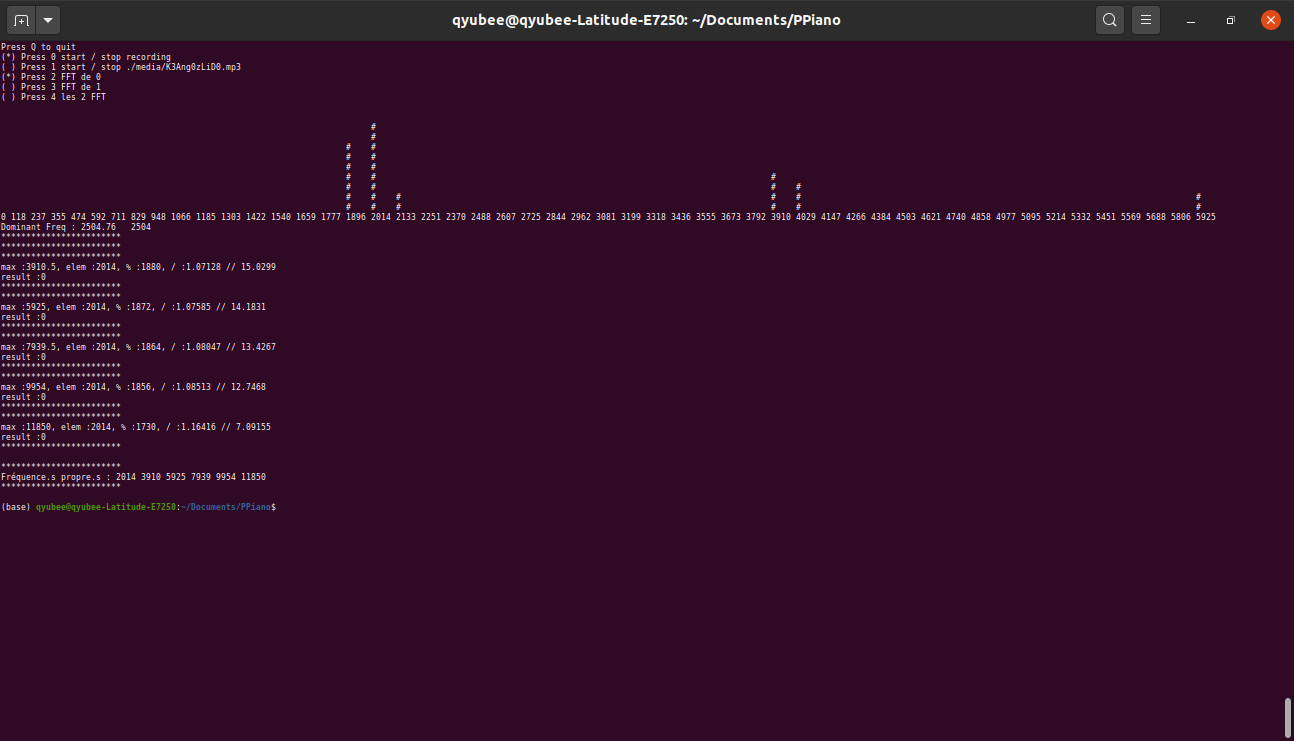 qyubee@qyubee-Latitude-E7250: ~/Documents/PPiano
Press Q to quit
(*) Press 0 start / stop recording
( ) Press 1 start / stop ./media/K3Ang0zLiD0.mp3
(*) Press 2 FFT de 0
( ) Press 3 FFT de 1
( ) Press 4 les 2 FFT
#
#
# #
# #
# #
# # #
# # # #
# # # # # #
# # # # # #
0 118 237 355 474 592 711 829 948 1066 1185 1303 1422 1540 1659 1777 1896 2014 2133 2251 2370 2488 2607 2725 2844 2962 3081 3199 3318 3436 3555 3673 3792 3910 4029 4147 4266 4384 4503 4621 4740 4858 4977 5095 5214 5332 5451 5569 5688 5806 5925
Dominant Freq : 2504.76   2504
************************
************************
************************
max :3910.5, elem :2014, % :1880, / :1.07128 // 15.0299
result :0
************************
************************
max :5925, elem :2014, % :1872, / :1.07585 // 14.1831
result :0
************************
************************
max :7939.5, elem :2014, % :1864, / :1.08047 // 13.4267
result :0
************************
************************
max :9954, elem :2014, % :1856, / :1.08513 // 12.7468
result :0
************************
************************
max :11850, elem :2014, % :1730, / :1.16416 // 7.09155
result :0
************************
************************
Fréquence.s propre.s : 2014 3910 5925 7939 9954 11850
************************
(base) qyubee@qyubee-Latitude-E7250:~/Documents/PPiano$